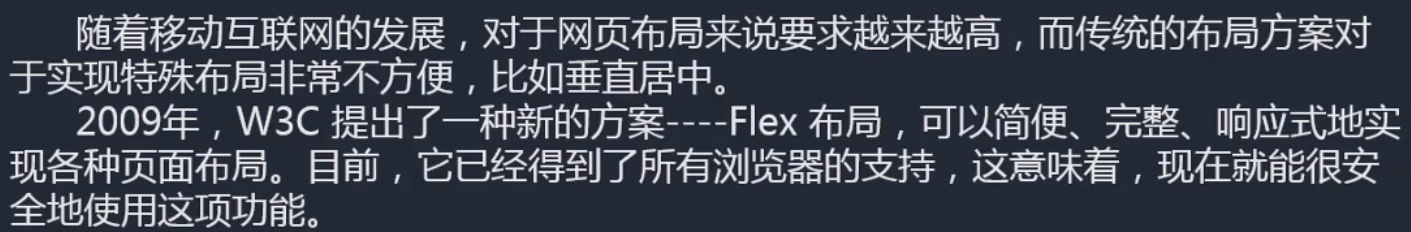 随着移动互联网的发展，对于网页布局来说要求越来越高，而传统的布局方案对
于实现特殊布局非常不方便，比如垂直居中。
2009年，W3C 提出了一种新的方案----Flex 布局，可以简便、完整、响应式地实
现各种页面布局。目前，它已经得到了所有浏览器的支持，这意味着，现在就能很安
全地使用这项功能。